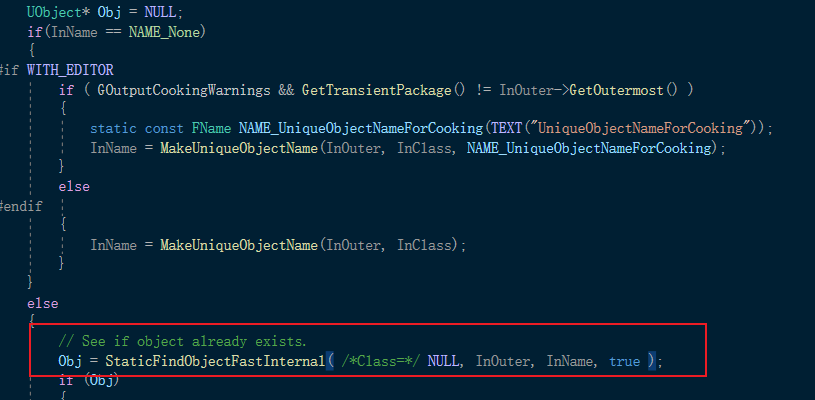 UObject* Obj = NULL;
if(InName == NAME_None)
{
#if WITH_EDITOR
if ( GOutputCookingWarnings && GetTransientPackage() != InOuter->GetOutermost() )
{
static const FName NAME_UniqueObjectNameForCooking(TEXT("UniqueObjectNameForCooking"));
InName = MakeUniqueObjectName(InOuter, InClass, NAME_UniqueObjectNameForCooking);
}
else
#endif
{
InName = MakeUniqueObjectName(InOuter, InClass);
}
}
else
{
// See if object already exists.
Obj = StaticFindObjectFastInternal( /*Class=*/ NULL, InOuter, InName, true );
if (Obj)
{